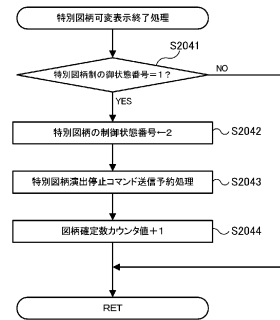 特別図柄可変表示終了処理
S2041
特別図柄制の御状態番号=1？
NO
YES
特別図柄の制御状態番号←2
S2042
特別図柄演出停止コマンド送信予約処理
S2043
図柄確定数カウンタ値+1
S2044
RET